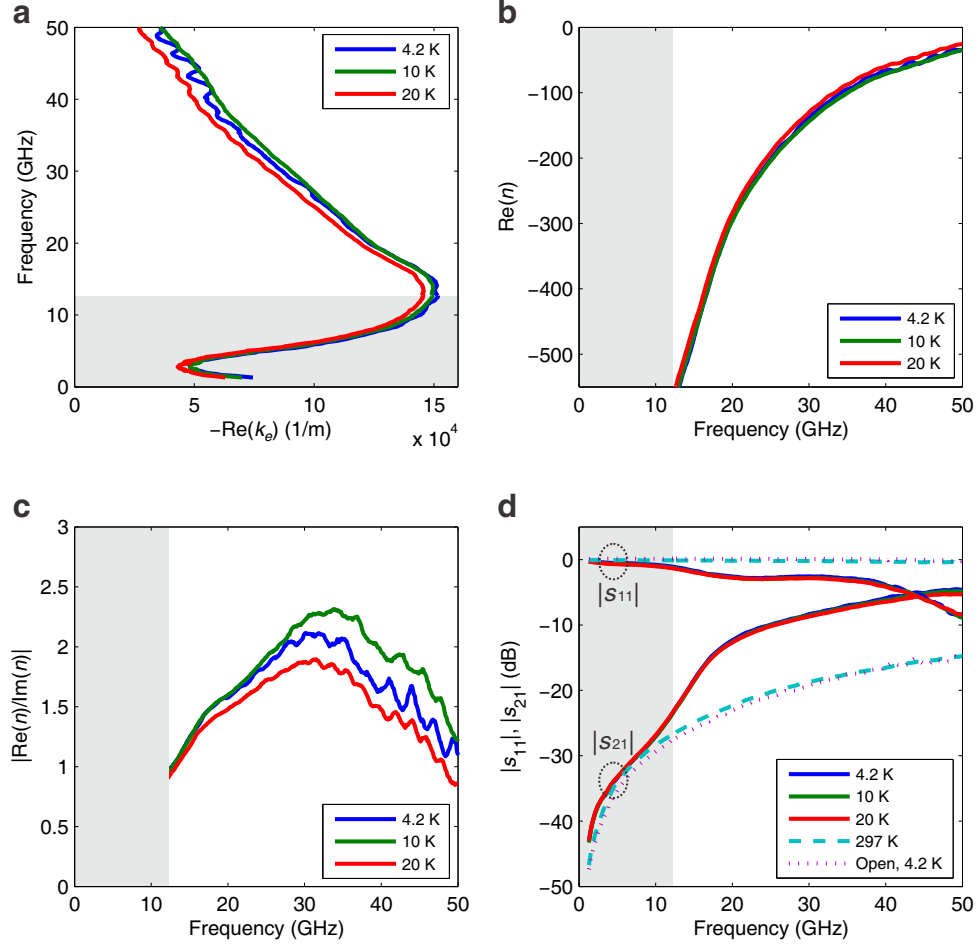 a
50
40
30
20
10
0
Frequency (GHz)
4.2 K
10 K
20 K
0
5
10
15
−Re(ke) (1/m)
x 10^4
b
0
−100
−200
−300
−400
−500
Re(n)
4.2 K
10 K
20 K
0
10
20
30
40
50
Frequency (GHz)
c
3
2.5
2
1.5
1
0.5
0
|Re(n)/Im(n)|
4.2 K
10 K
20 K
0
10
20
30
40
50
Frequency (GHz)
d
0
−10
−20
−30
−40
−50
|s11|, |s21| (dB)
|s11|
|s21|
4.2 K
10 K
20 K
297 K
Open, 4.2 K
0
10
20
30
40
50
Frequency (GHz)